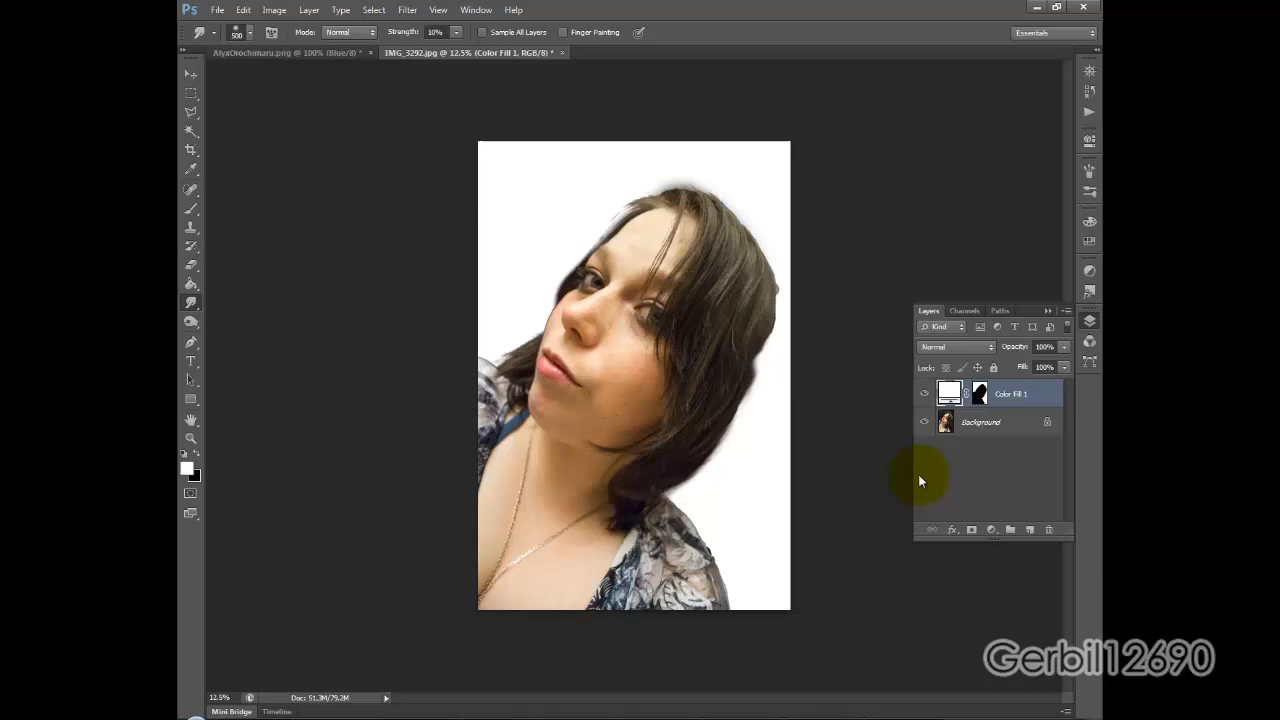 Ps File Edit Image Layer Type Select Filter View Window Help
500 Mode: Normal Strength: 10% Sample All Layers Finger Painting Essentials
AlyxOrochimaru.png @ 100% (Blue/8) * × IMG_3292.jpg @ 12.5% (Color Fill 1, RGB/8) * ×
Layers Channels Paths
Kind
Normal Opacity: 100%
Lock: Fill: 100%
Color Fill 1
Background
Gerbil12690
12.5% Doc: 51.3M/79.2M
Mini Bridge Timeline